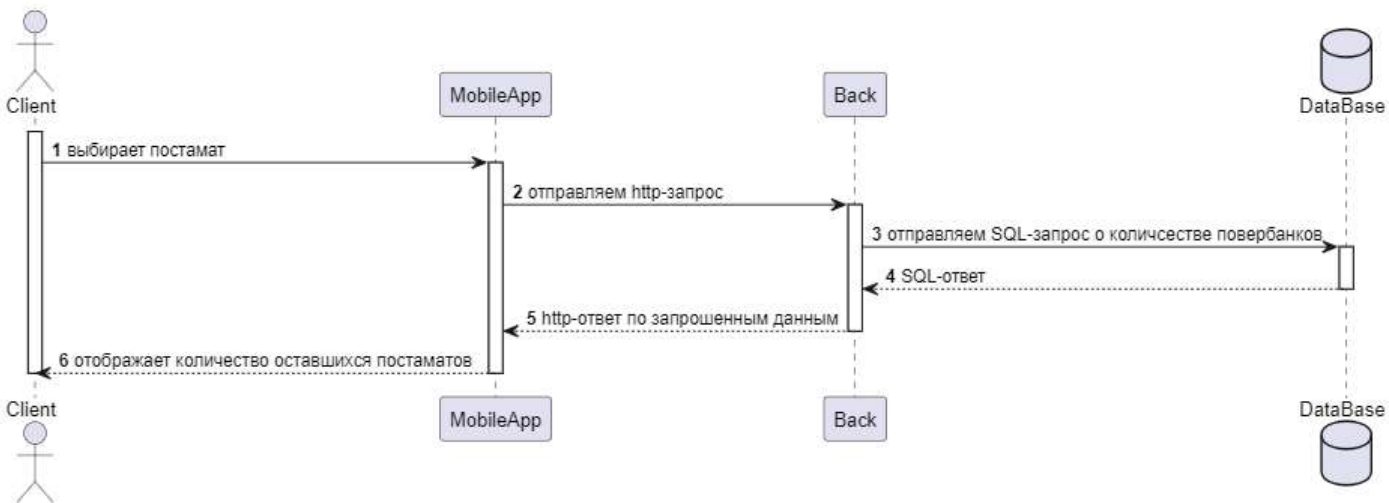 Client
MobileApp
Back
DataBase
1 выбирает постамат
2 отправляем http-запрос
3 отправляем SQL-запрос о количсестве повербанков
4 SQL-ответ
5 http-ответ по запрошенным данным
6 отображает количество оставшихся постаматов
Client
MobileApp
Back
DataBase